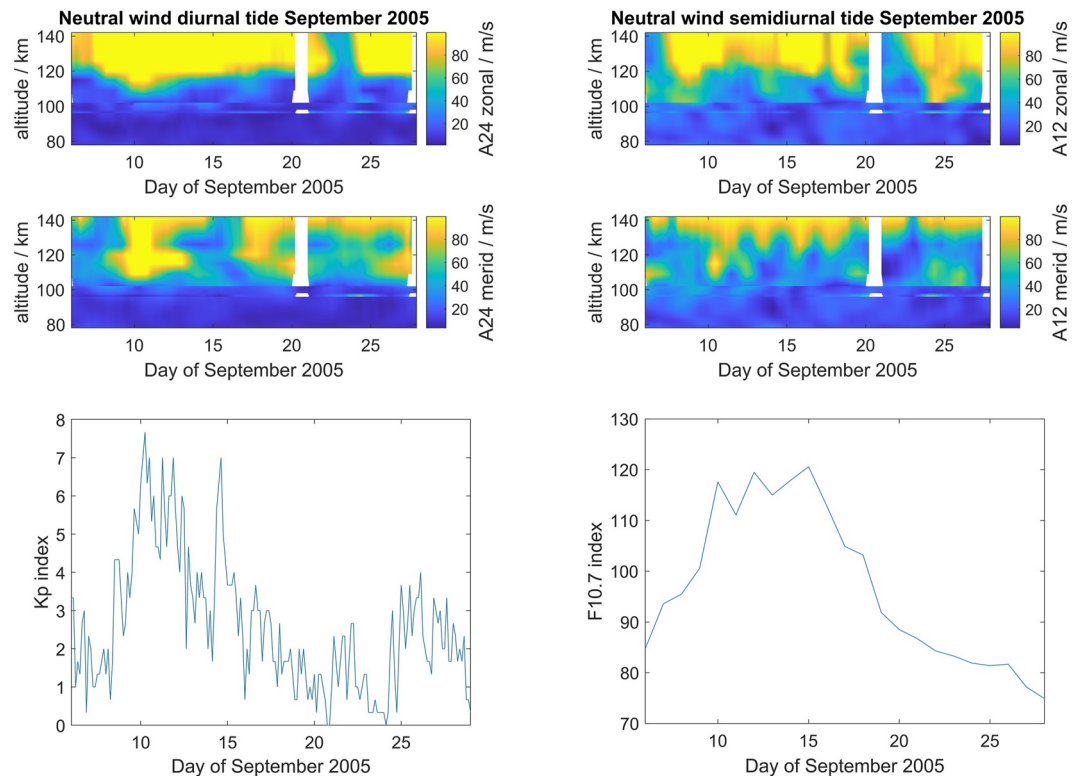 Neutral wind diurnal tide September 2005
140
120
100
80
altitude / km
10 15 20 25
Day of September 2005
80
60
40
20
A24 zonal / m/s
Neutral wind semidiurnal tide September 2005
140
120
100
80
altitude / km
10 15 20 25
Day of September 2005
80
60
40
20
A12 zonal / m/s
140
120
100
80
altitude / km
10 15 20 25
Day of September 2005
80
60
40
20
A24 merid / m/s
140
120
100
80
altitude / km
10 15 20 25
Day of September 2005
80
60
40
20
A12 merid / m/s
8
7
6
5
4
3
2
1
0
Kp index
10 15 20 25
Day of September 2005
130
120
110
100
90
80
70
F10.7 index
10 15 20 25
Day of September 2005